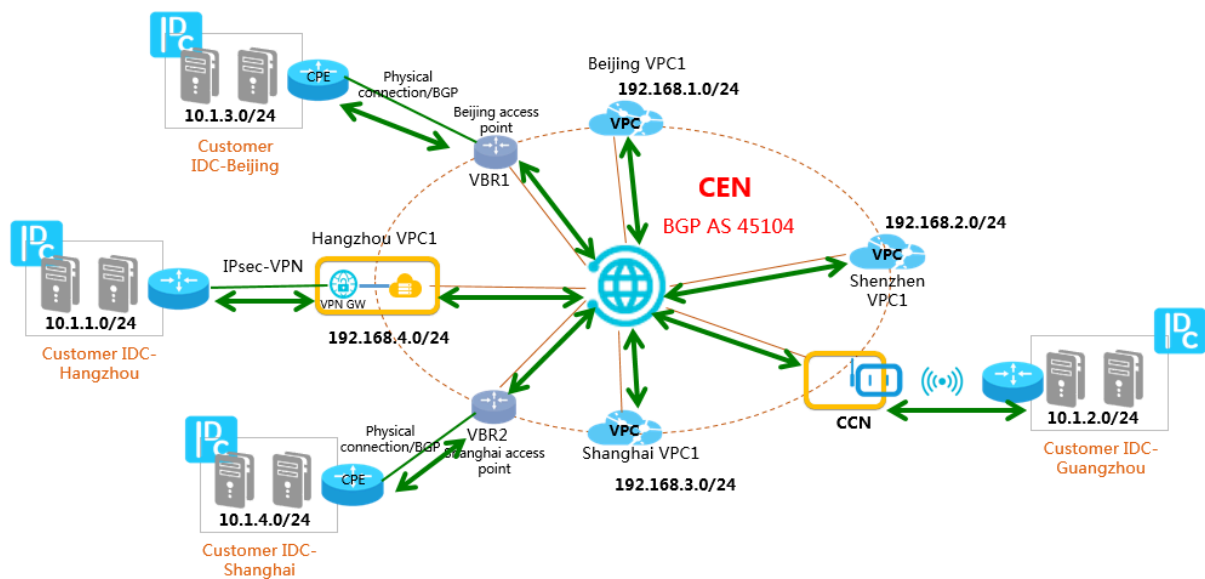 IDC
CPE
10.1.3.0/24
Customer
IDC-Beijing
Physical
connection/BGP
Beijing access
point
VBR1
Beijing VPC1
192.168.1.0/24
VPC
CEN
BGP AS 45104
192.168.2.0/24
VPC
Shenzhen
VPC1
IDC
10.1.1.0/24
Customer IDC-
Hangzhou
IPsec-VPN
Hangzhou VPC1
VPN GW
192.168.4.0/24
IDC
10.1.2.0/24
Customer IDC-
Guangzhou
CCN
VPC
Shanghai VPC1
192.168.3.0/24
VBR2
Shanghai access
point
Physical
connection/BGP
IDC
CPE
10.1.4.0/24
Customer IDC-
Shanghai